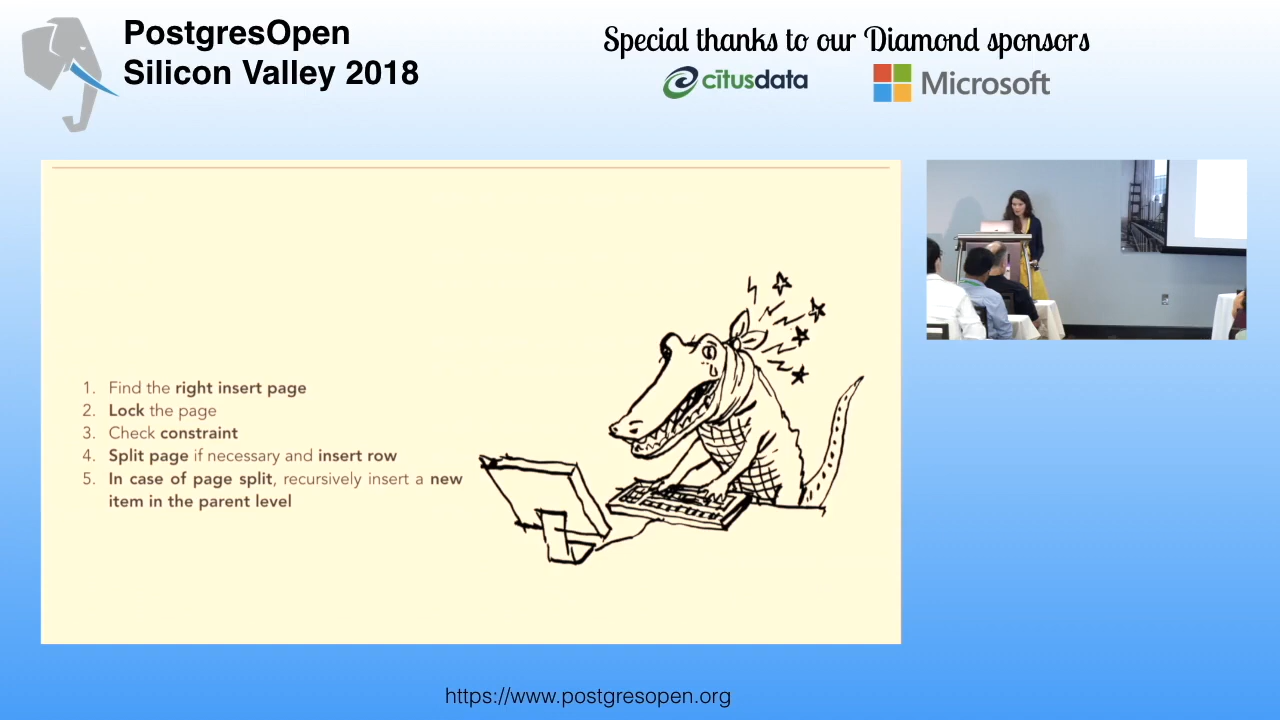 PostgresOpen
Silicon Valley 2018
Special thanks to our Diamond sponsors
citusdata
Microsoft
1. Find the right insert page
2. Lock the page
3. Check constraint
4. Split page if necessary and insert row
5. In case of page split, recursively insert a new
item in the parent level
https://www.postgresopen.org